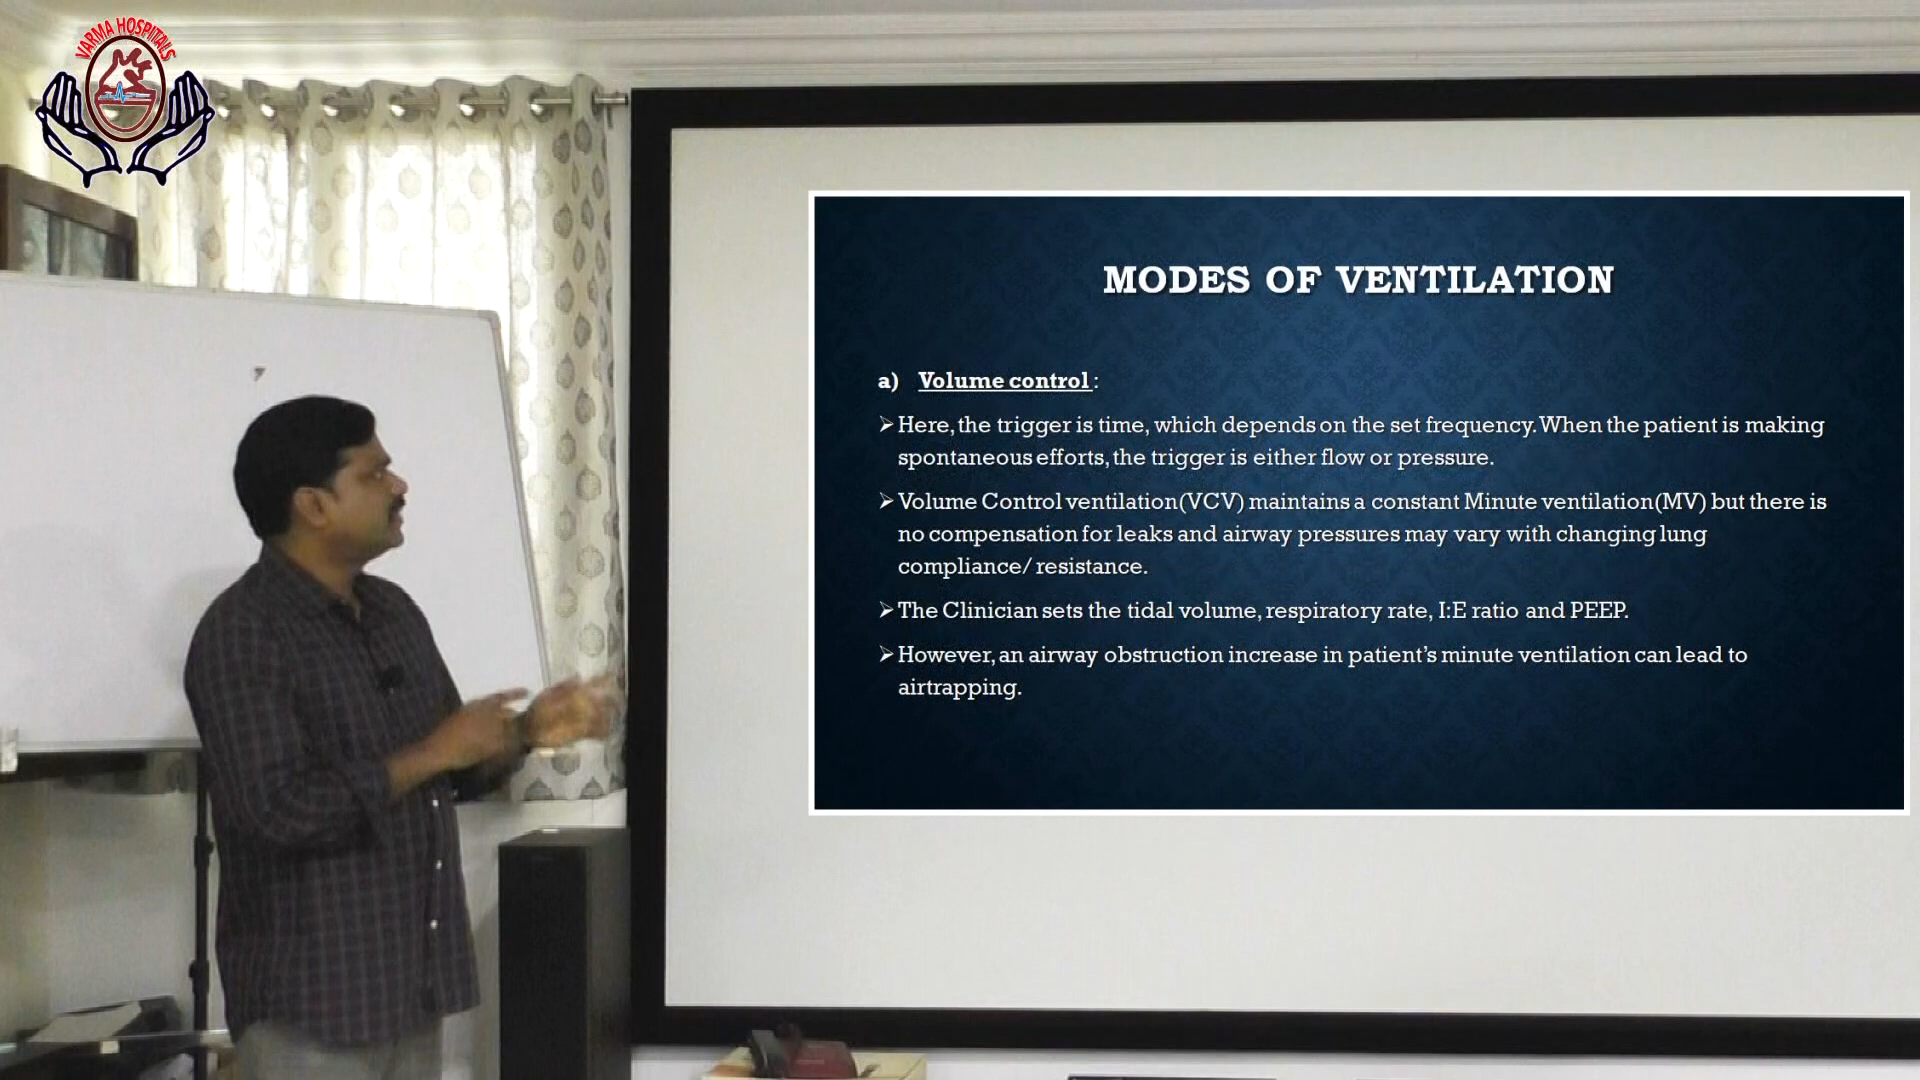 VARMA HOSPITALS
MODES OF VENTILATION
a) Volume control :
➢ Here, the trigger is time, which depends on the set frequency. When the patient is making
spontaneous efforts, the trigger is either flow or pressure.
➢ Volume Control ventilation(VCV) maintains a constant Minute ventilation(MV) but there is
no compensation for leaks and airway pressures may vary with changing lung
compliance/ resistance.
➢ The Clinician sets the tidal volume, respiratory rate, I:E ratio and PEEP.
➢ However, an airway obstruction increase in patient's minute ventilation can lead to
airtrapping.